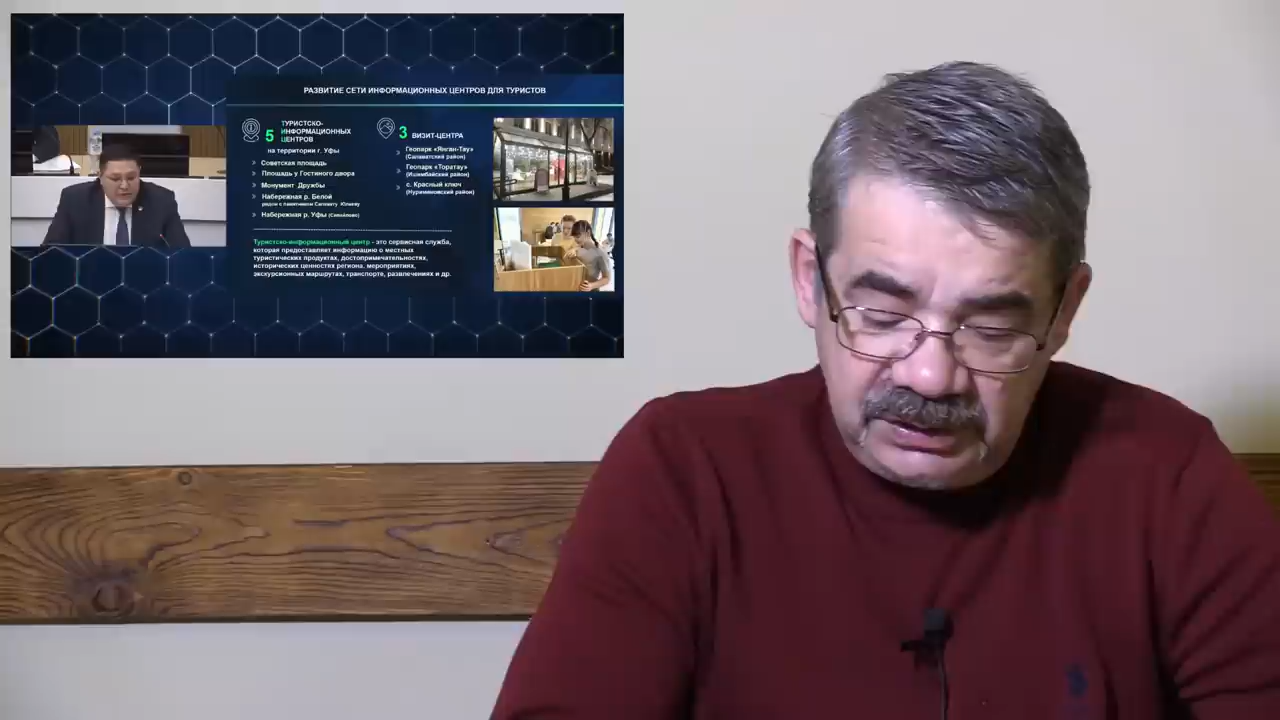 РАЗВИТИЕ СЕТИ ИНФОРМАЦИОННЫХ ЦЕНТРОВ ДЛЯ ТУРИСТОВ
5 ТУРИСТСКО-
ИНФОРМАЦИОННЫХ
ЦЕНТРОВ
на территории г. Уфы
Советская площадь
Площадь у Гостиного двора
Монумент Дружбы
Набережная р. Белой
рядом с памятником Салавату Юлаеву
Набережная р. Уфы
3 ВИЗИТ-ЦЕНТРА
Геопарк «Янган-Тау»
(Салаватский район)
Геопарк «Торатау»
(Ишимбайский район)
с. Красный ключ
(Нуримановский район)
Туристско-информационный центр - это сервисная служба,
которая предоставляет информацию о местных
туристических продуктах, достопримечательностях,
исторических ценностях региона, мероприятиях,
экскурсионных маршрутах, транспорте, развлечениях и др.